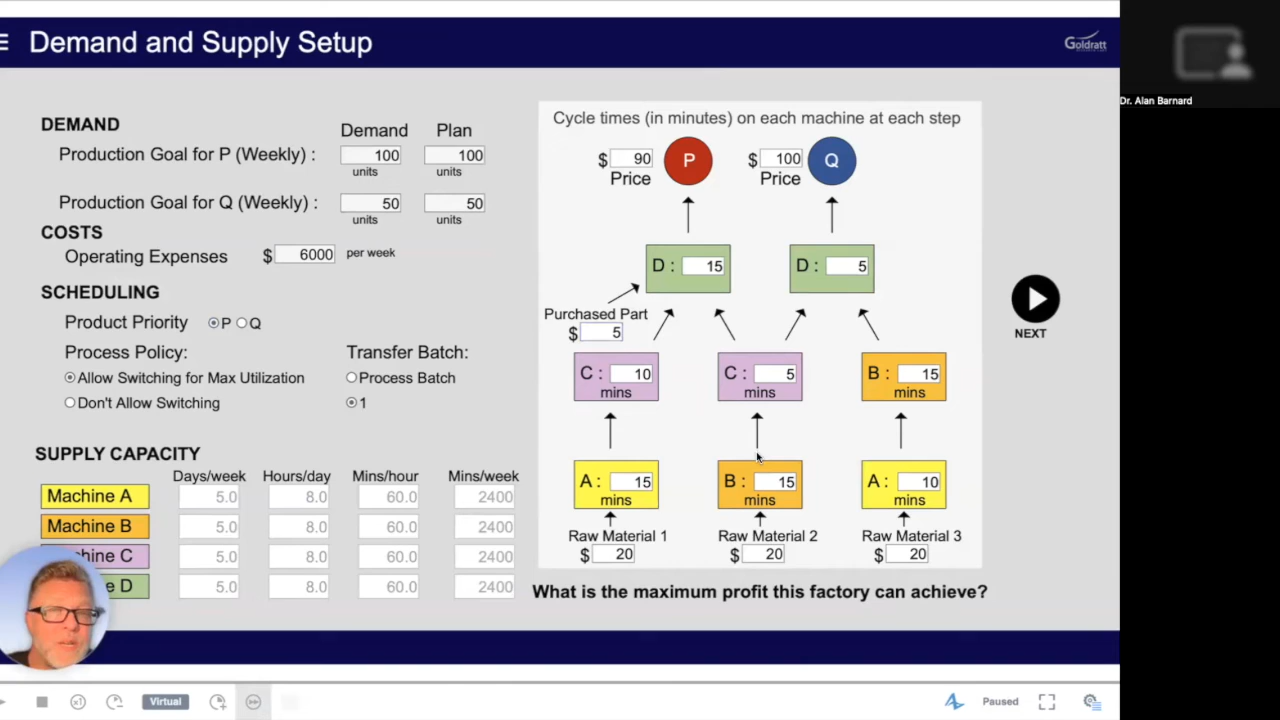 Demand and Supply Setup
Goldratt
DEMAND
Demand Plan
Production Goal for P (Weekly) : 100 100
units units
Production Goal for Q (Weekly) : 50 50
units units
COSTS
Operating Expenses $ 6000 per week
SCHEDULING
Product Priority P Q
Process Policy: Transfer Batch:
Allow Switching for Max Utilization Process Batch
Don't Allow Switching 1
SUPPLY CAPACITY
Days/week Hours/day Mins/hour Mins/week
Machine A 5.0 8.0 60.0 2400
Machine B 5.0 8.0 60.0 2400
hine C 5.0 8.0 60.0 2400
e D 5.0 8.0 60.0 2400
Cycle times (in minutes) on each machine at each step
$ 90 P $ 100 Q
Price Price
D : 15 D : 5
Purchased Part
$ 5
C : 10 C : 5 B : 15
mins mins mins
A : 15 B : 15 A : 10
mins mins mins
Raw Material 1 Raw Material 2 Raw Material 3
$ 20 $ 20 $ 20
What is the maximum profit this factory can achieve?
NEXT
Dr. Alan Barnard
x1 Virtual Paused